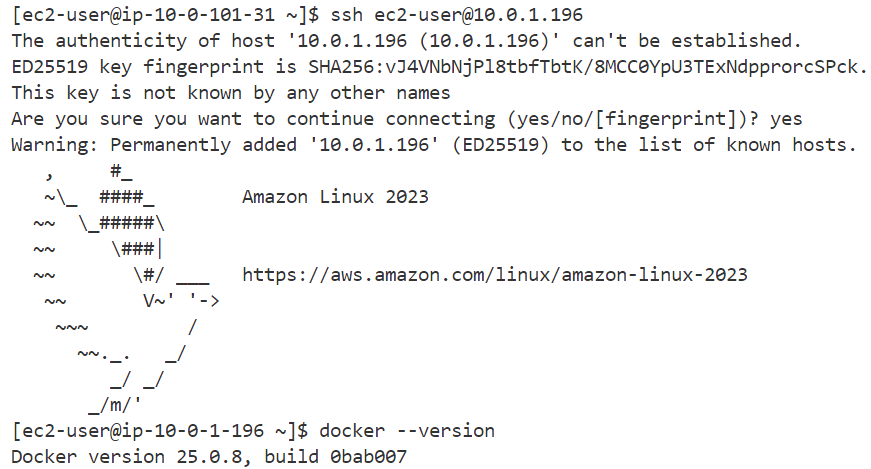 [ec2-user@ip-10-0-101-31 ~]$ ssh ec2-user@10.0.1.196
The authenticity of host '10.0.1.196 (10.0.1.196)' can't be established.
ED25519 key fingerprint is SHA256:vJ4VNbNjPl8tbfTbtK/8MCC0YpU3TExNdpprorcSPck.
This key is not known by any other names
Are you sure you want to continue connecting (yes/no/[fingerprint])? yes
Warning: Permanently added '10.0.1.196' (ED25519) to the list of known hosts.
   ,     #_
   ~\_  ####_        Amazon Linux 2023
  ~~  \_#####\
  ~~     \###|
  ~~       \#/ ___   https://aws.amazon.com/linux/amazon-linux-2023
   ~~       V~' '->
    ~~~         /
      ~~._.   _/
         _/ _/
       _/m/'
[ec2-user@ip-10-0-1-196 ~]$ docker --version
Docker version 25.0.8, build 0bab007